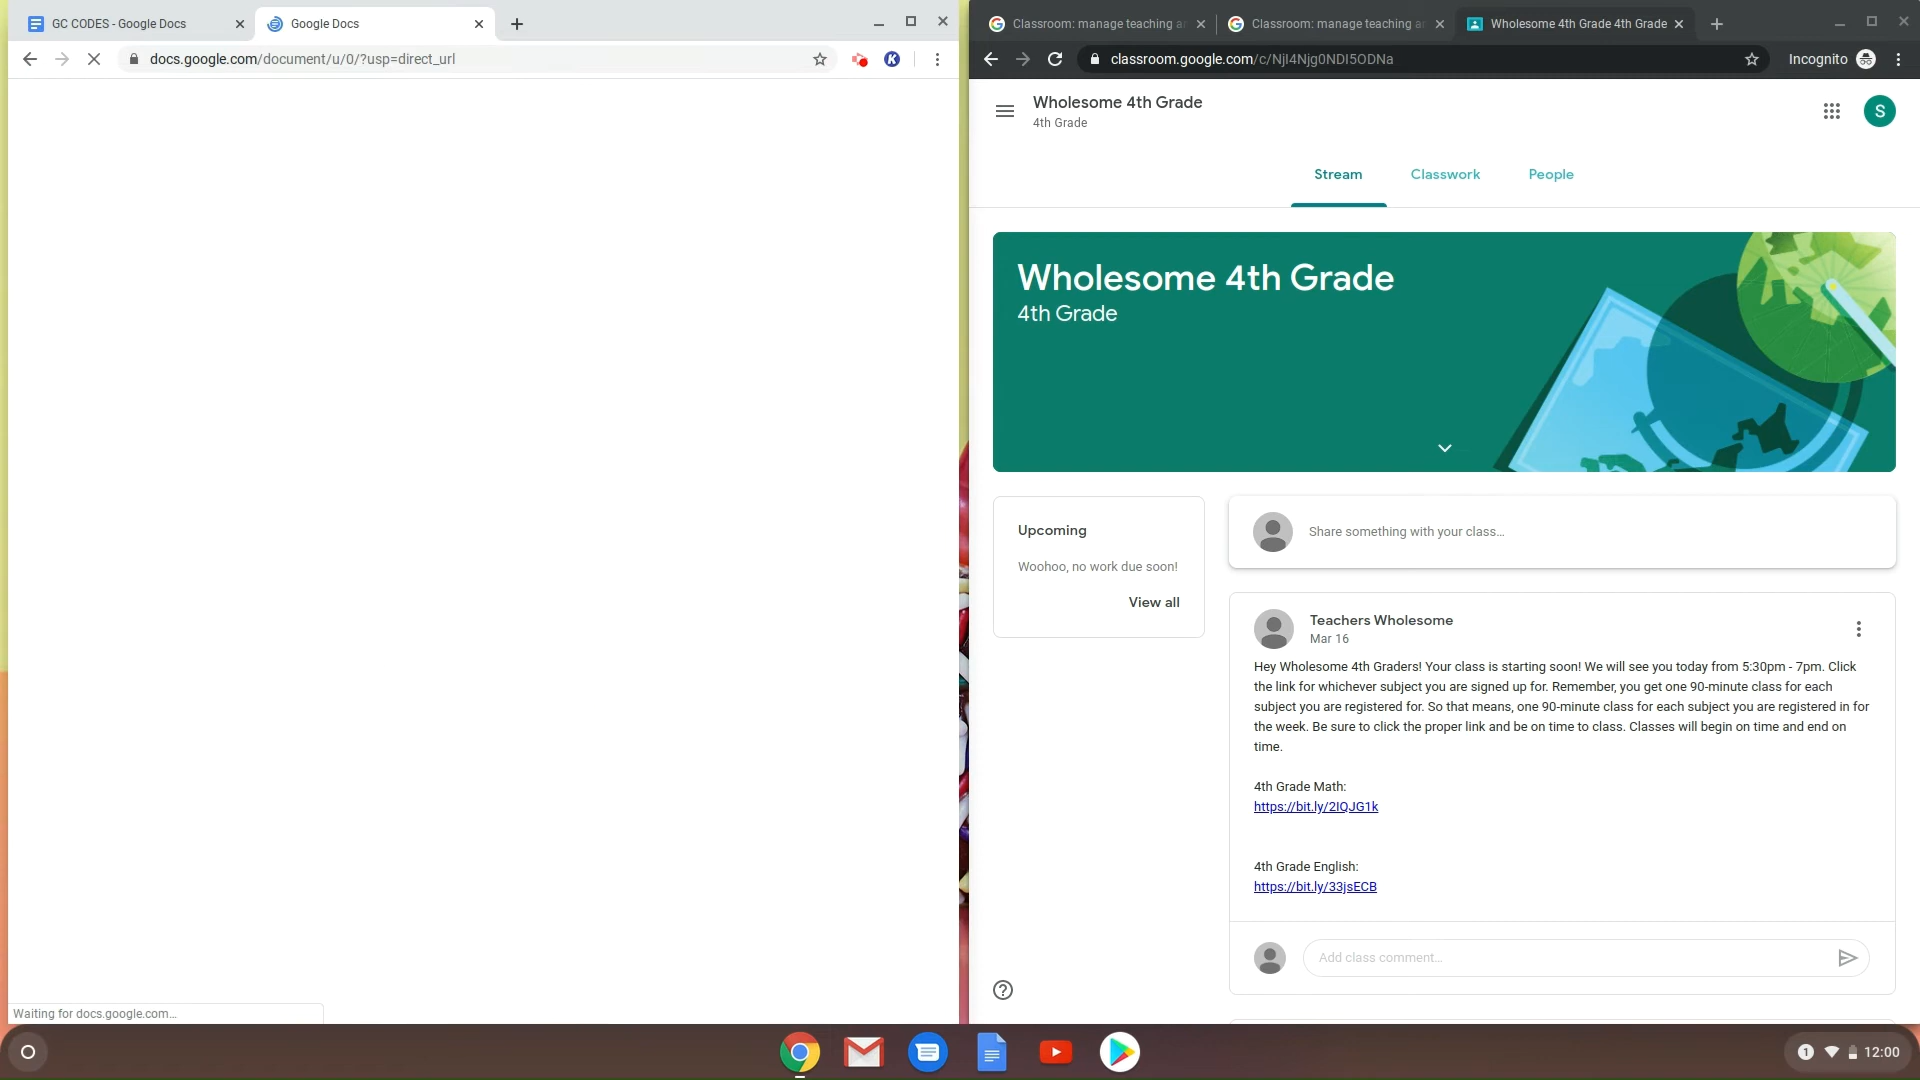 GC CODES - Google Docs
Google Docs
docs.google.com/document/u/0/?usp=direct_url
K
Waiting for docs.google.com...
Classroom: manage teaching a
Classroom: manage teaching a
Wholesome 4th Grade 4th Grade
classroom.google.com/c/NjI4Njg0NDI5ODNa
Incognito
Wholesome 4th Grade
4th Grade
S
Stream
Classwork
People
Wholesome 4th Grade
4th Grade
Upcoming
Woohoo, no work due soon!
View all
Share something with your class...
Teachers Wholesome
Mar 16
Hey Wholesome 4th Graders! Your class is starting soon! We will see you today from 5:30pm - 7pm. Click
the link for whichever subject you are signed up for. Remember, you get one 90-minute class for each
subject you are registered for. So that means, one 90-minute class for each subject you are registered in for
the week. Be sure to click the proper link and be on time to class. Classes will begin on time and end on
time.
4th Grade Math:
https://bit.ly/2IQJG1k
4th Grade English:
https://bit.ly/33jsECB
Add class comment...
1
12:00